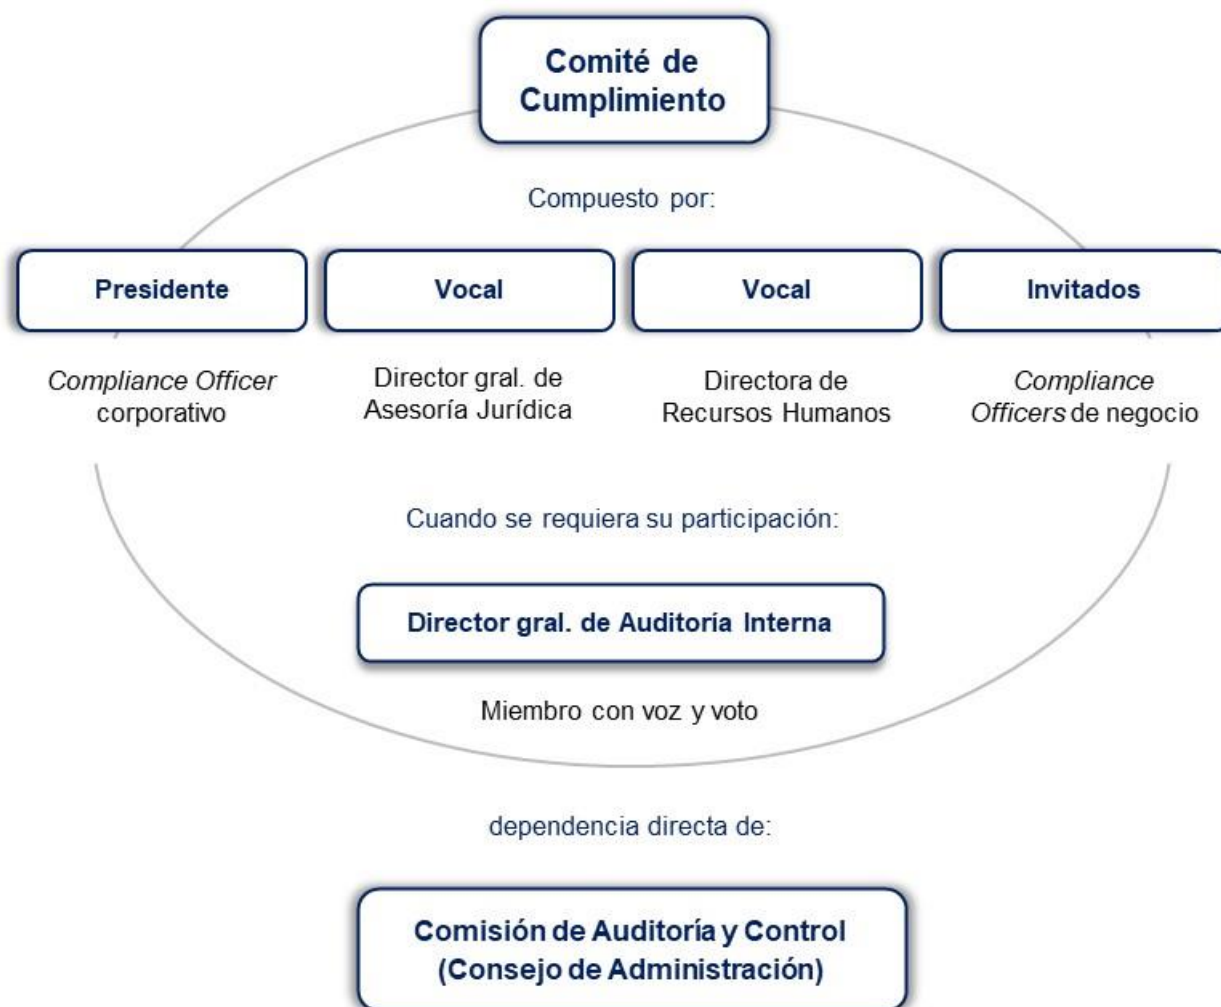 Comité de
Cumplimiento
Compuesto por:
Presidente
Vocal
Vocal
Invitados
Compliance Officer
corporativo
Director gral. de
Asesoría Jurídica
Directora de
Recursos Humanos
Compliance
Officers de negocio
Cuando se requiera su participación:
Director gral. de Auditoría Interna
Miembro con voz y voto
dependencia directa de:
Comisión de Auditoría y Control
(Consejo de Administración)